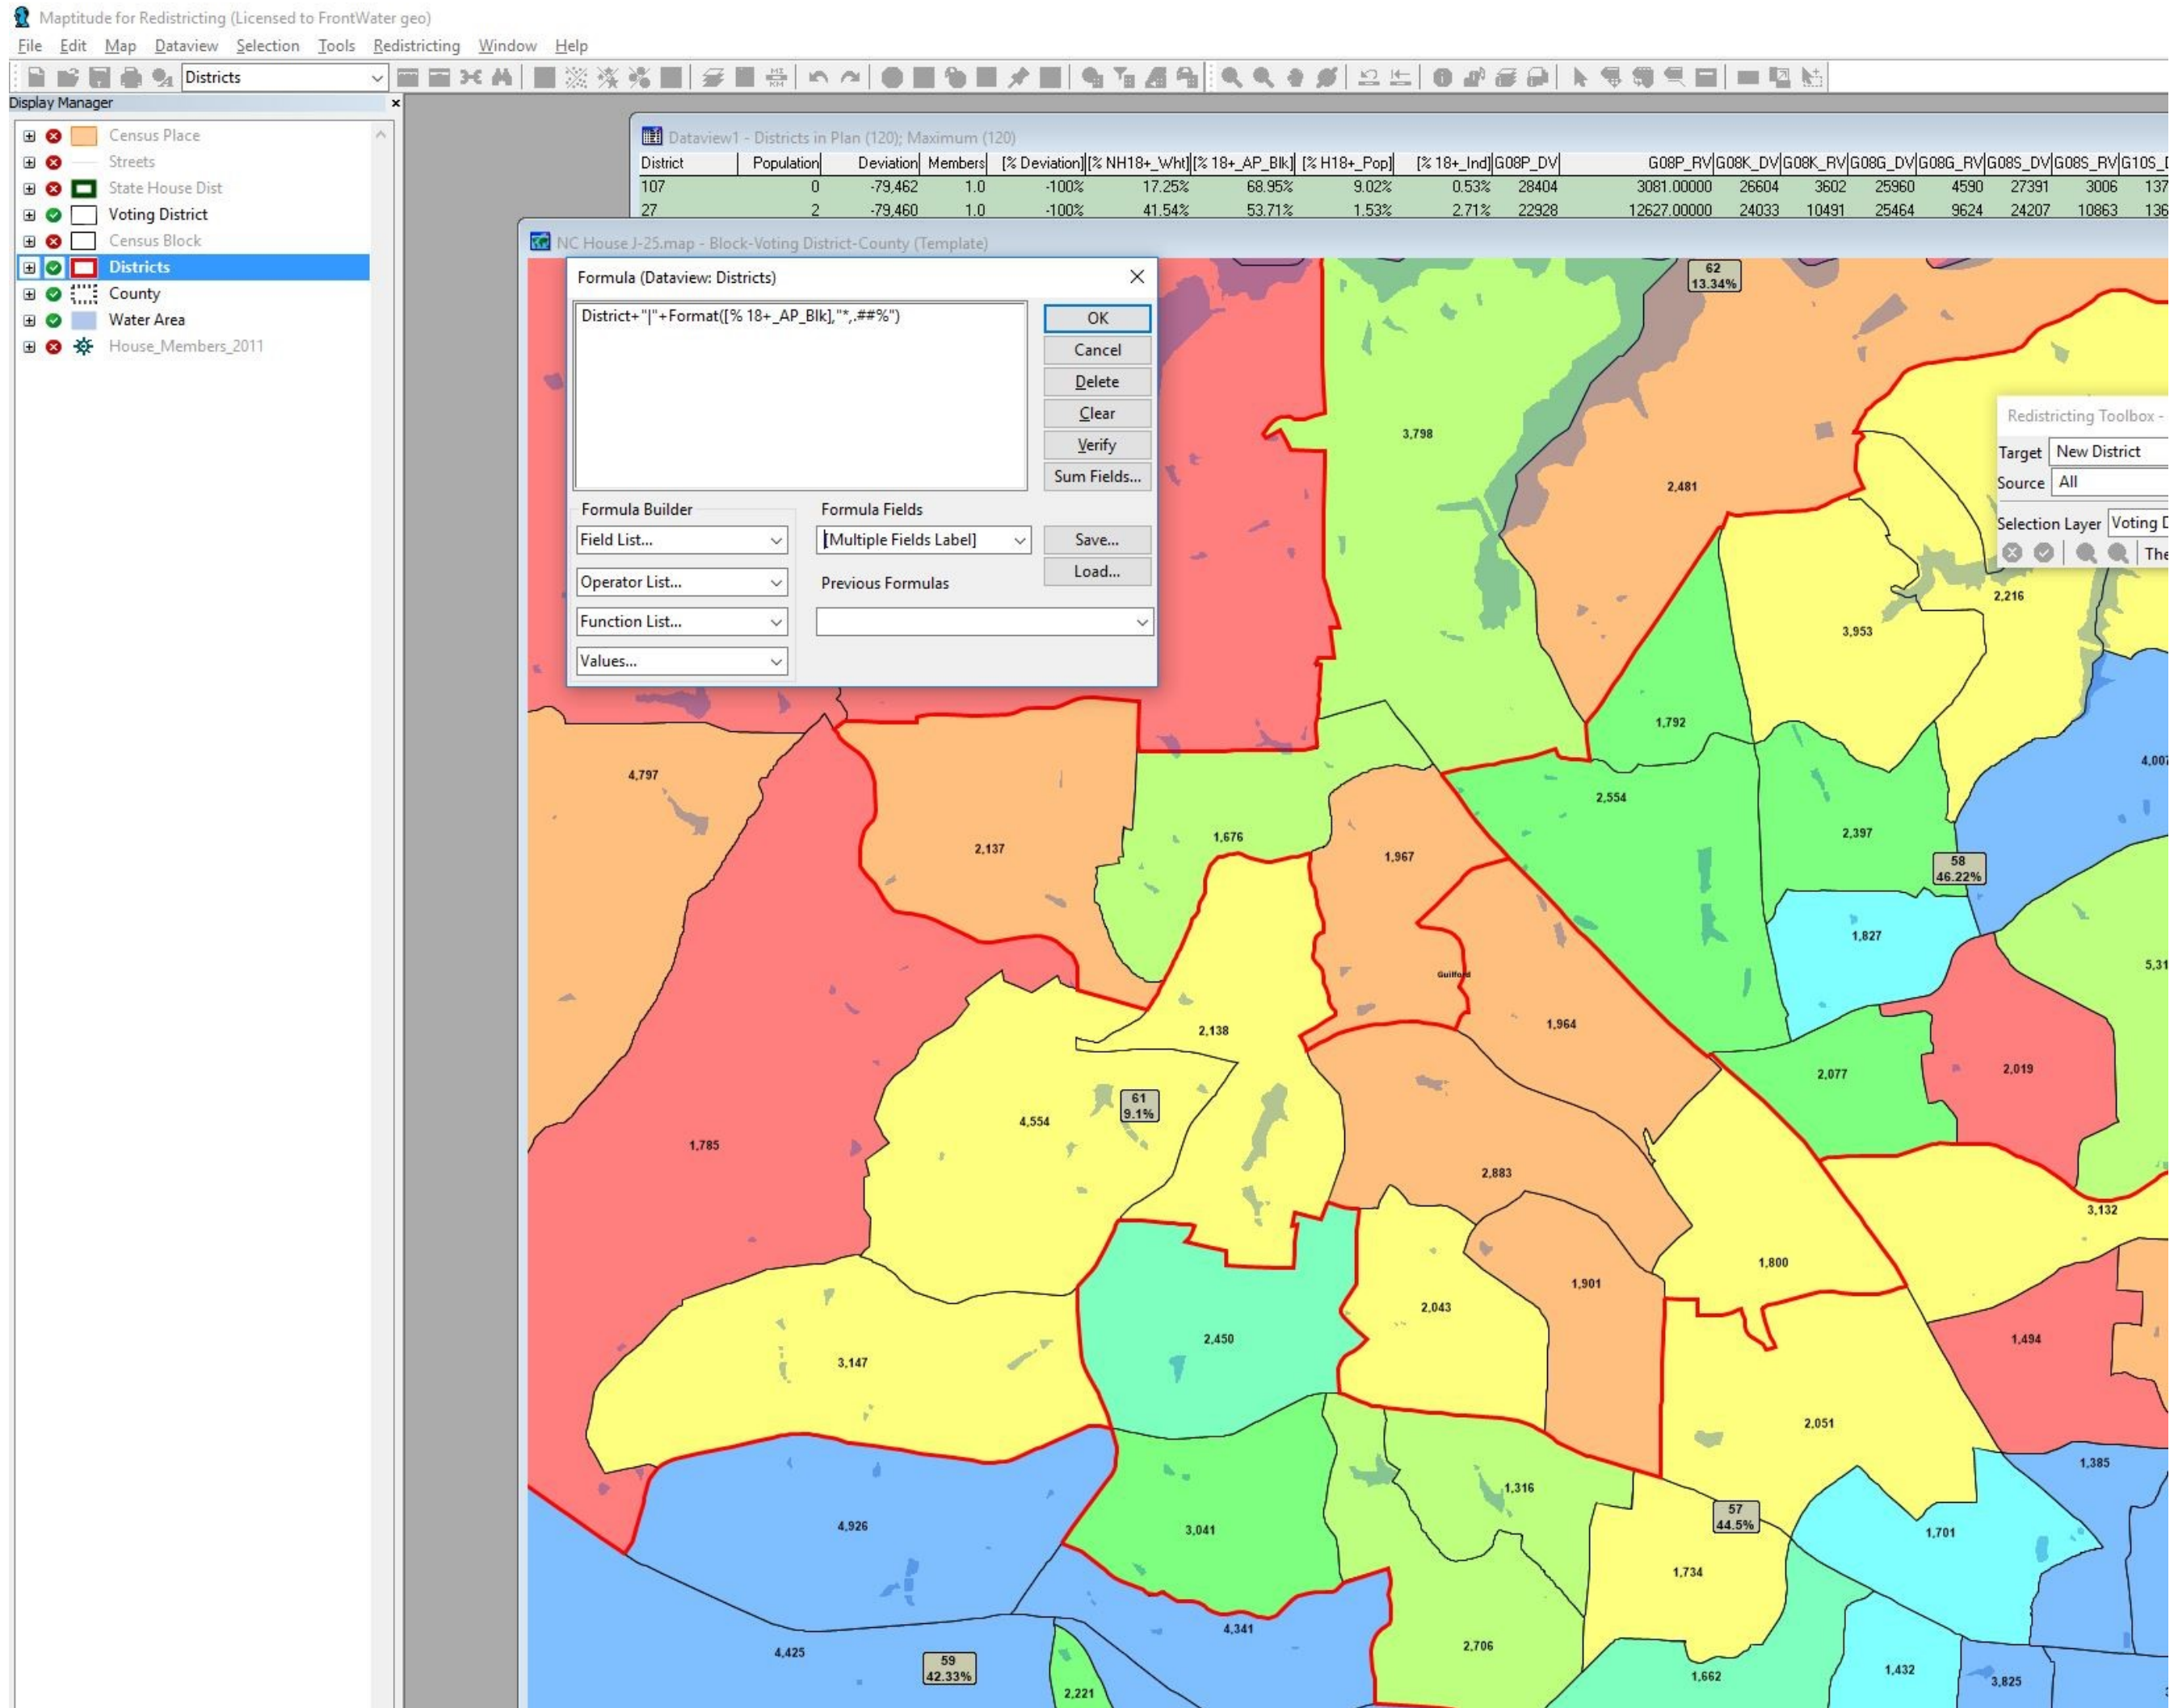 Maptitude for Redistricting (Licensed to FrontWater geo)
File Edit Map Dataview Selection Tools Redistricting Window Help
Districts
Display Manager
Census Place
Streets
State House Dist
Voting District
Census Block
Districts
County
Water Area
House_Members_2011
Dataview1 - Districts in Plan (120); Maximum (120)
District Population Deviation Members [% Deviation] [% NH18+_Wht] [% 18+_AP_Blk] [% H18+_Pop] [% 18+_Ind] G08P_DV G08P_RV G08K_DV G08K_RV G08G_DV G08G_RV G08S_DV G08S_RV
107 0 -79,462 1.0 -100% 17.25% 68.95% 9.02% 0.53% 28404 3081.00000 26604 3602 25960 4590 27391 3006 137
27 2 -79,460 1.0 -100% 41.54% 53.71% 1.53% 2.71% 22928 12627.00000 24033 10491 25464 9624 24207 10863 136
NC House J-25.map - Block-Voting District-County (Template)
Formula (Dataview: Districts)
District+"|"+Format([% 18+_AP_Blk],"*,.##%")
OK
Cancel
Delete
Clear
Verify
Sum Fields...
Formula Builder
Formula Fields
Field List...
[Multiple Fields Label]
Save...
Operator List...
Previous Formulas
Load...
Function List...
Values...
Redistricting Toolbox -
Target New District
Source All
Selection Layer Voting
62
13.34%
3,798
2,481
2,216
3,953
1,792
4,797
4,007
2,554
2,397
1,676
2,137
1,967
58
46.22%
1,827
5,31
Guilford
1,964
2,138
2,077
2,019
61
9.1%
4,554
1,785
2,883
3,132
1,800
1,901
2,043
2,450
1,494
3,147
2,051
1,385
1,316
57
44.5%
4,926
3,041
1,701
1,734
4,341
2,706
4,425
59
42.33%
1,662
1,432
3,825
2,221